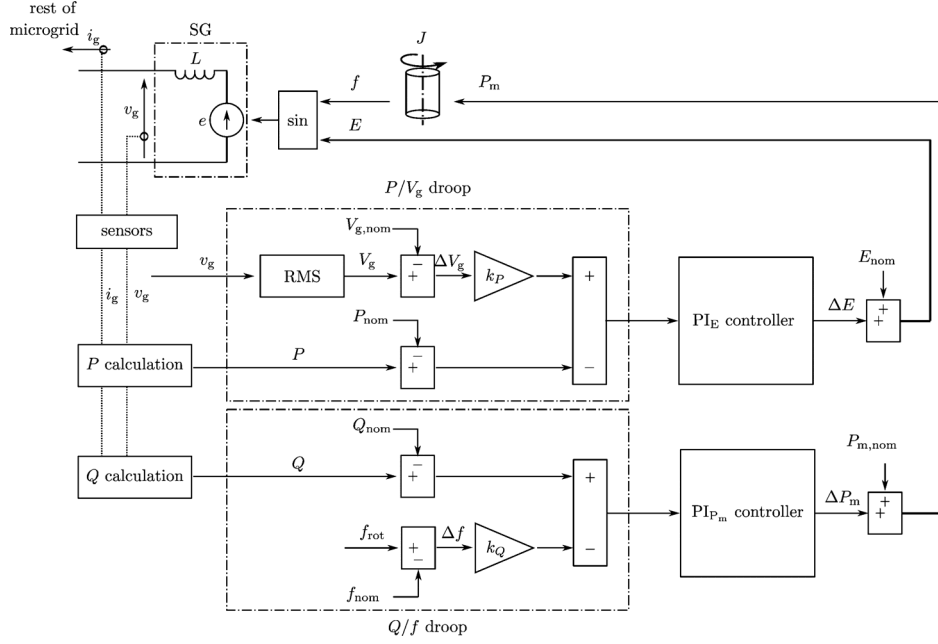 rest of
microgrid
i_g
SG
L
J
v_g
e
sin
f
P_m
E
P/V_g droop
sensors
V_g,nom
−
+
v_g
RMS
V_g
ΔV_g
k_P
+
E_nom
i_g
v_g
P_nom
PI_E controller
ΔE
+
+
P calculation
P
−
+
−
Q_nom
P_m,nom
Q calculation
Q
−
+
+
PI_Pm controller
ΔP_m
+
+
f_rot
+
−
Δf
k_Q
−
f_nom
Q/f droop